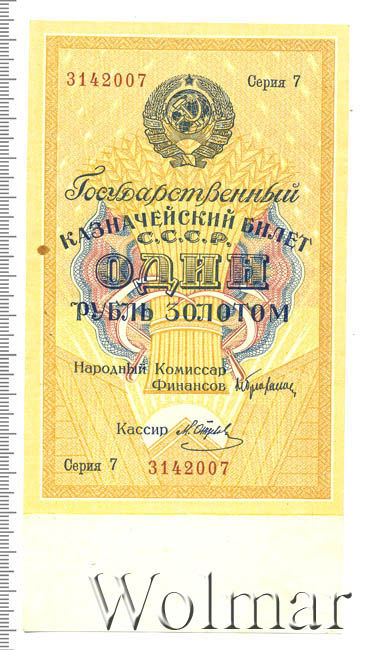 3142007 Серия 7
Государственный
КАЗНАЧЕЙСКИЙ БИЛЕТ
С.С.С.Р.
ОДИН
РУБЛЬ ЗОЛОТОМ
Народный Комиссар
Финансов
Кассир
Серия 7 3142007
Wolmar